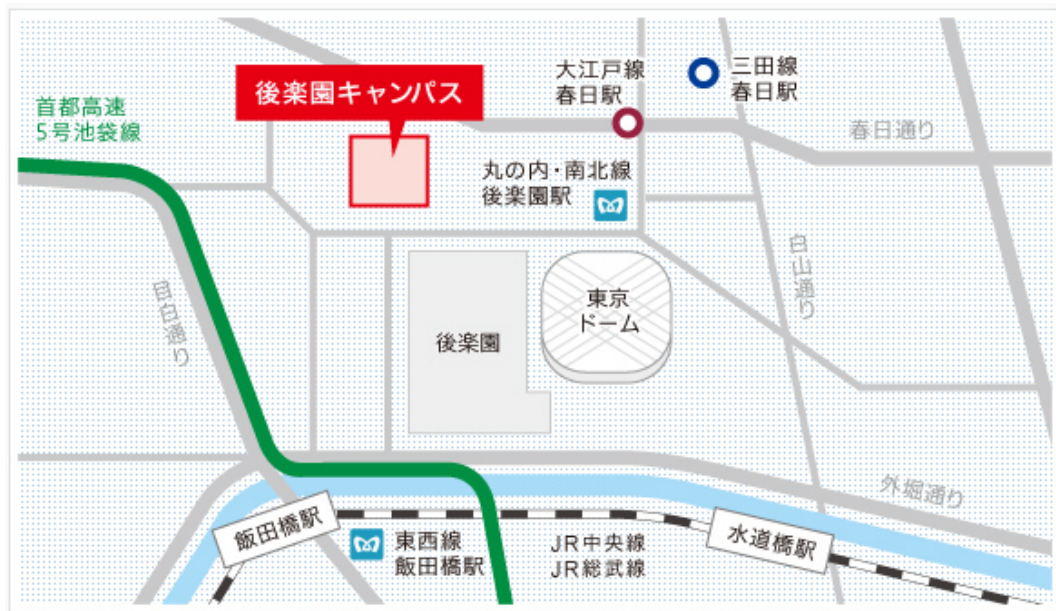 後楽園キャンパス
大江戸線
春日駅
三田線
春日駅
首都高速
5号池袋線
春日通り
丸の内・南北線
後楽園駅
白山通り
目白通り
東京
ドーム
後楽園
外堀通り
飯田橋駅
東西線
飯田橋駅
JR中央線
JR総武線
水道橋駅